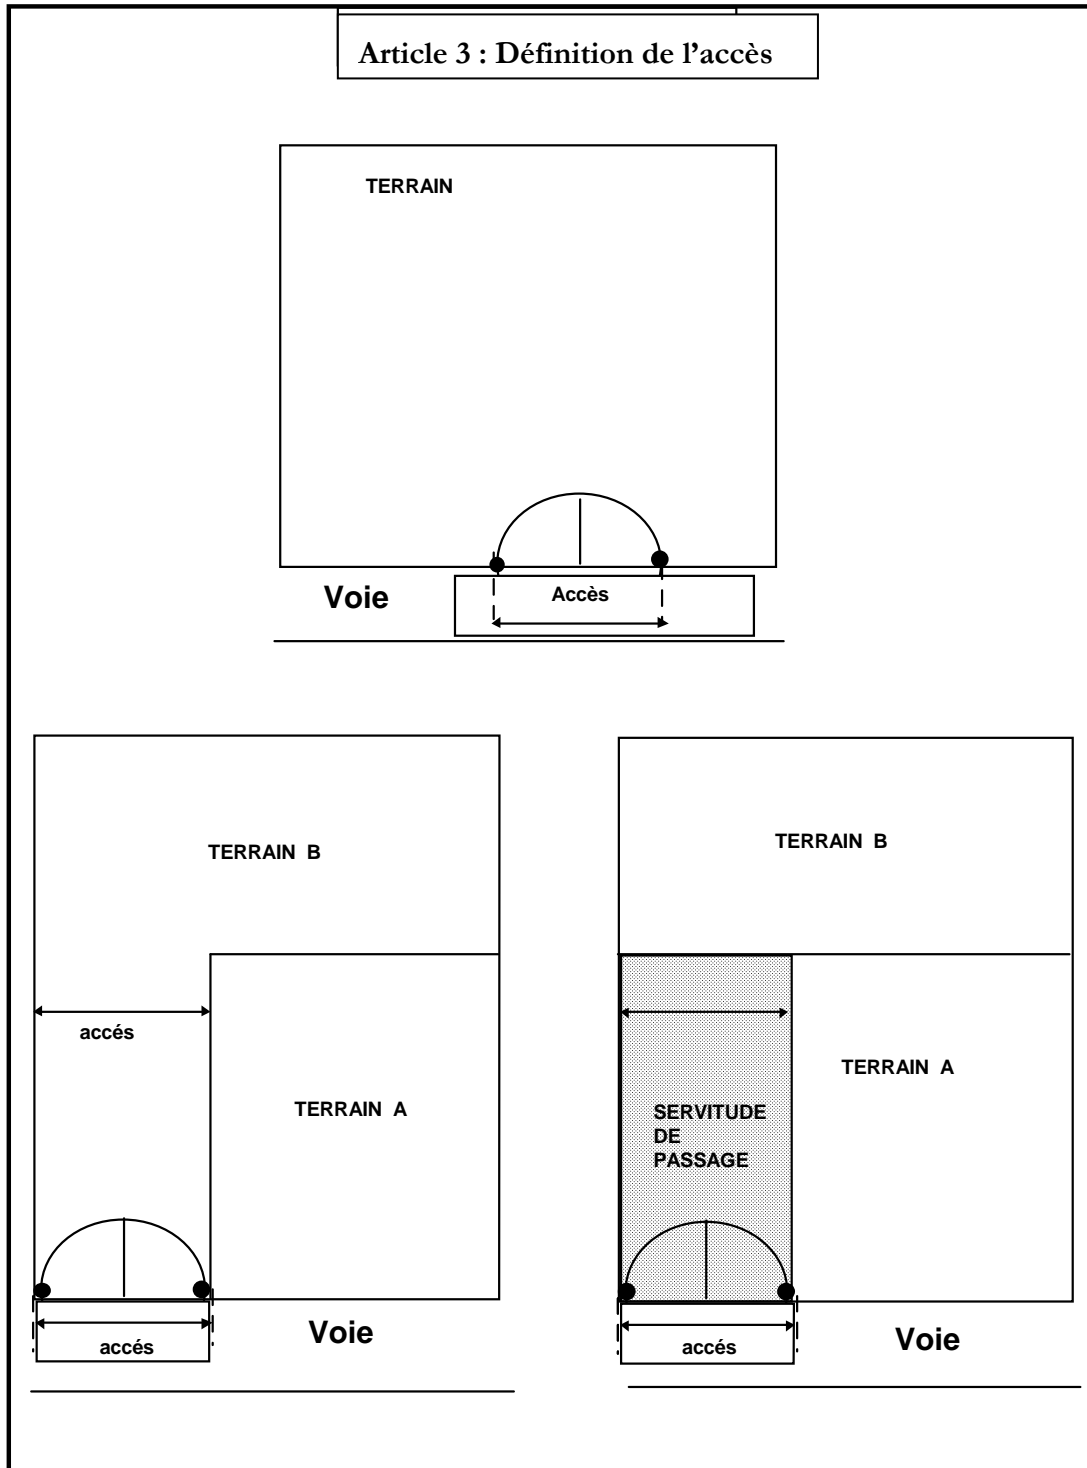 Article 3 : Définition de l’accès
TERRAIN
Voie
Accès
TERRAIN B
accés
TERRAIN A
accés
Voie
TERRAIN B
TERRAIN A
SERVITUDE
DE
PASSAGE
accés
Voie